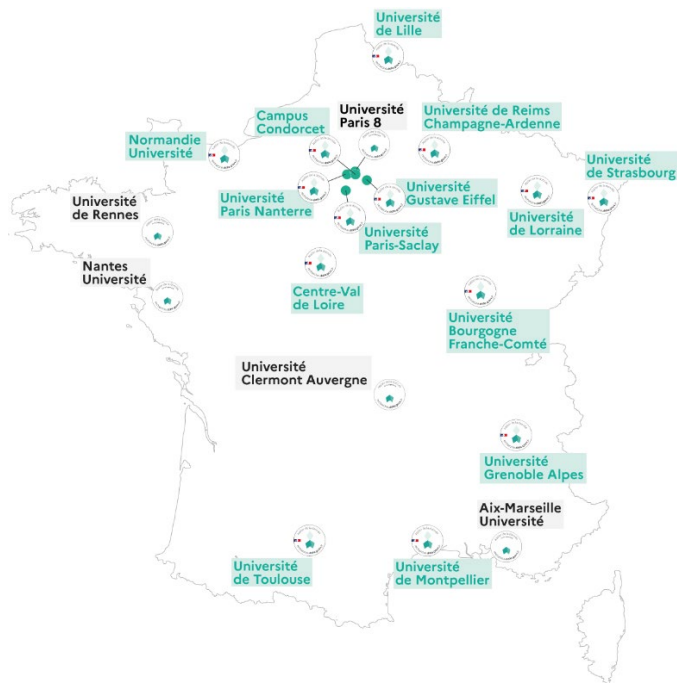 Université
de Lille
Campus
Condorcet
Université
Paris 8
Université de Reims
Champagne-Ardenne
Normandie
Université
Université
de Strasbourg
Université
Paris Nanterre
Université
Gustave Eiffel
Université
de Rennes
Université
de Lorraine
Université
Paris-Saclay
Nantes
Université
Centre-Val
de Loire
Université
Bourgogne
Franche-Comté
Université
Clermont Auvergne
Université
Grenoble Alpes
Aix-Marseille
Université
Université
de Toulouse
Université
de Montpellier